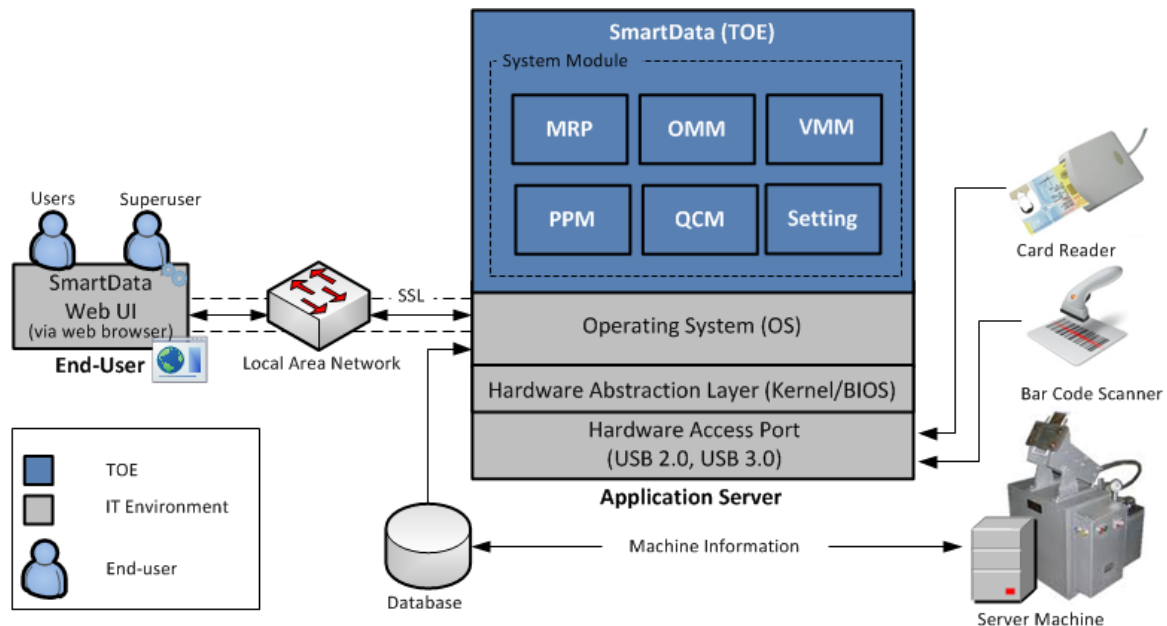 SmartData (TOE)
System Module
MRP
OMM
VMM
PPM
QCM
Setting
Users
Superuser
SmartData
Web UI
(via web browser)
End-User
Local Area Network
SSL
Operating System (OS)
Hardware Abstraction Layer (Kernel/BIOS)
Hardware Access Port
(USB 2.0, USB 3.0)
Application Server
Card Reader
Bar Code Scanner
TOE
IT Environment
End-user
Database
Machine Information
Server Machine